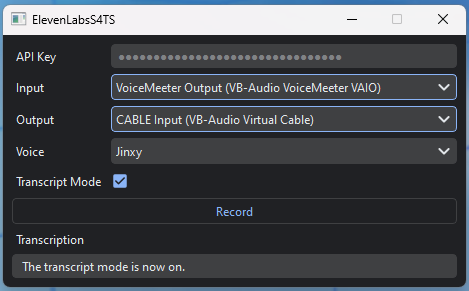 ElevenLabsS4TS
API Key ●●●●●●●●●●●●●●●●●●●●●●●●●●●●●●●●
Input VoiceMeeter Output (VB-Audio VoiceMeeter VAIO)
Output CABLE Input (VB-Audio Virtual Cable)
Voice Jinxy
Transcript Mode
Record
Transcription
The transcript mode is now on.